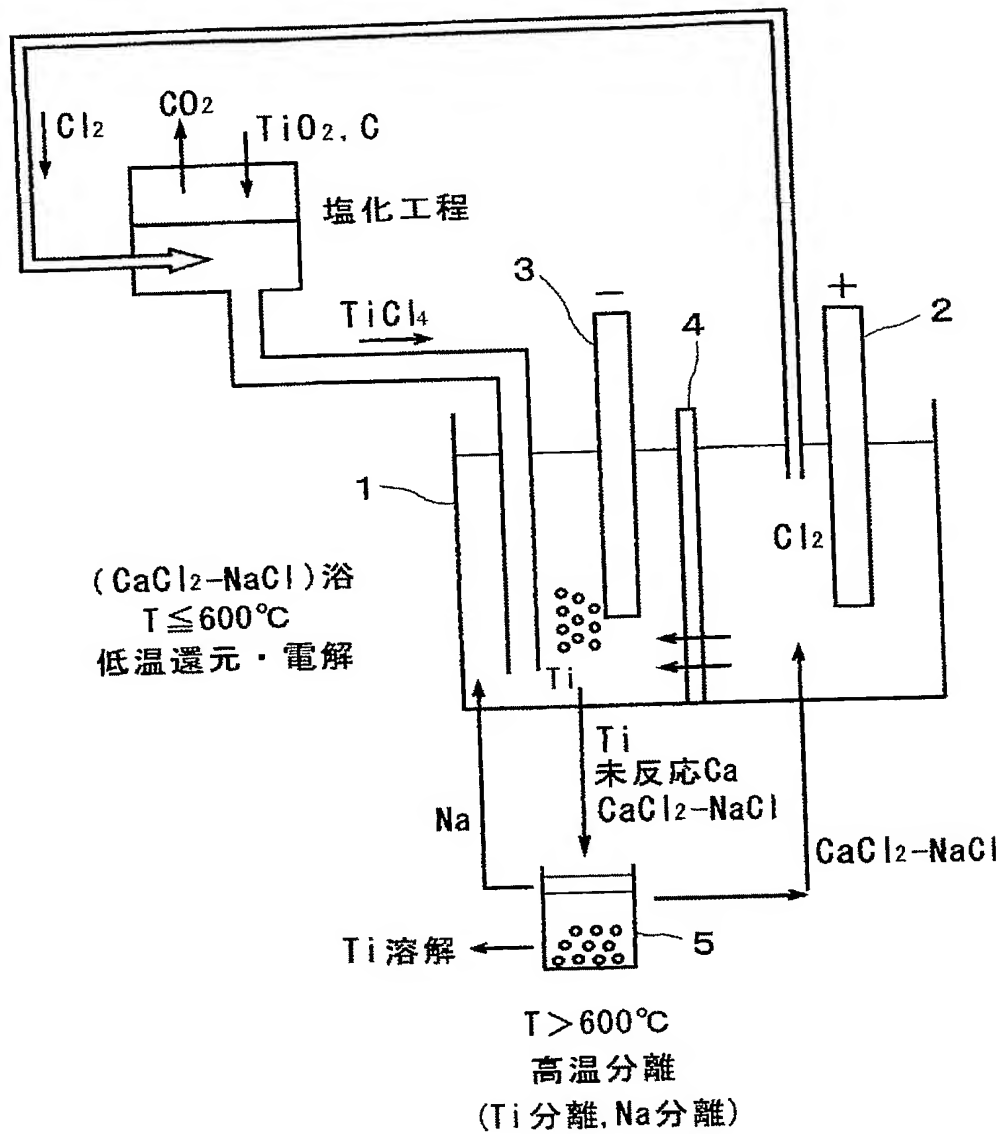 CO2
Cl2
TiO2, C
塩化工程
TiCl4
3
−
4
+
2
1
Cl2
(CaCl2-NaCl)浴
T≦600℃
低温還元・電解
Ti
Ti
未反応Ca
CaCl2-NaCl
Na
CaCl2-NaCl
Ti溶解
5
T>600℃
高温分離
(Ti分離,Na分離)